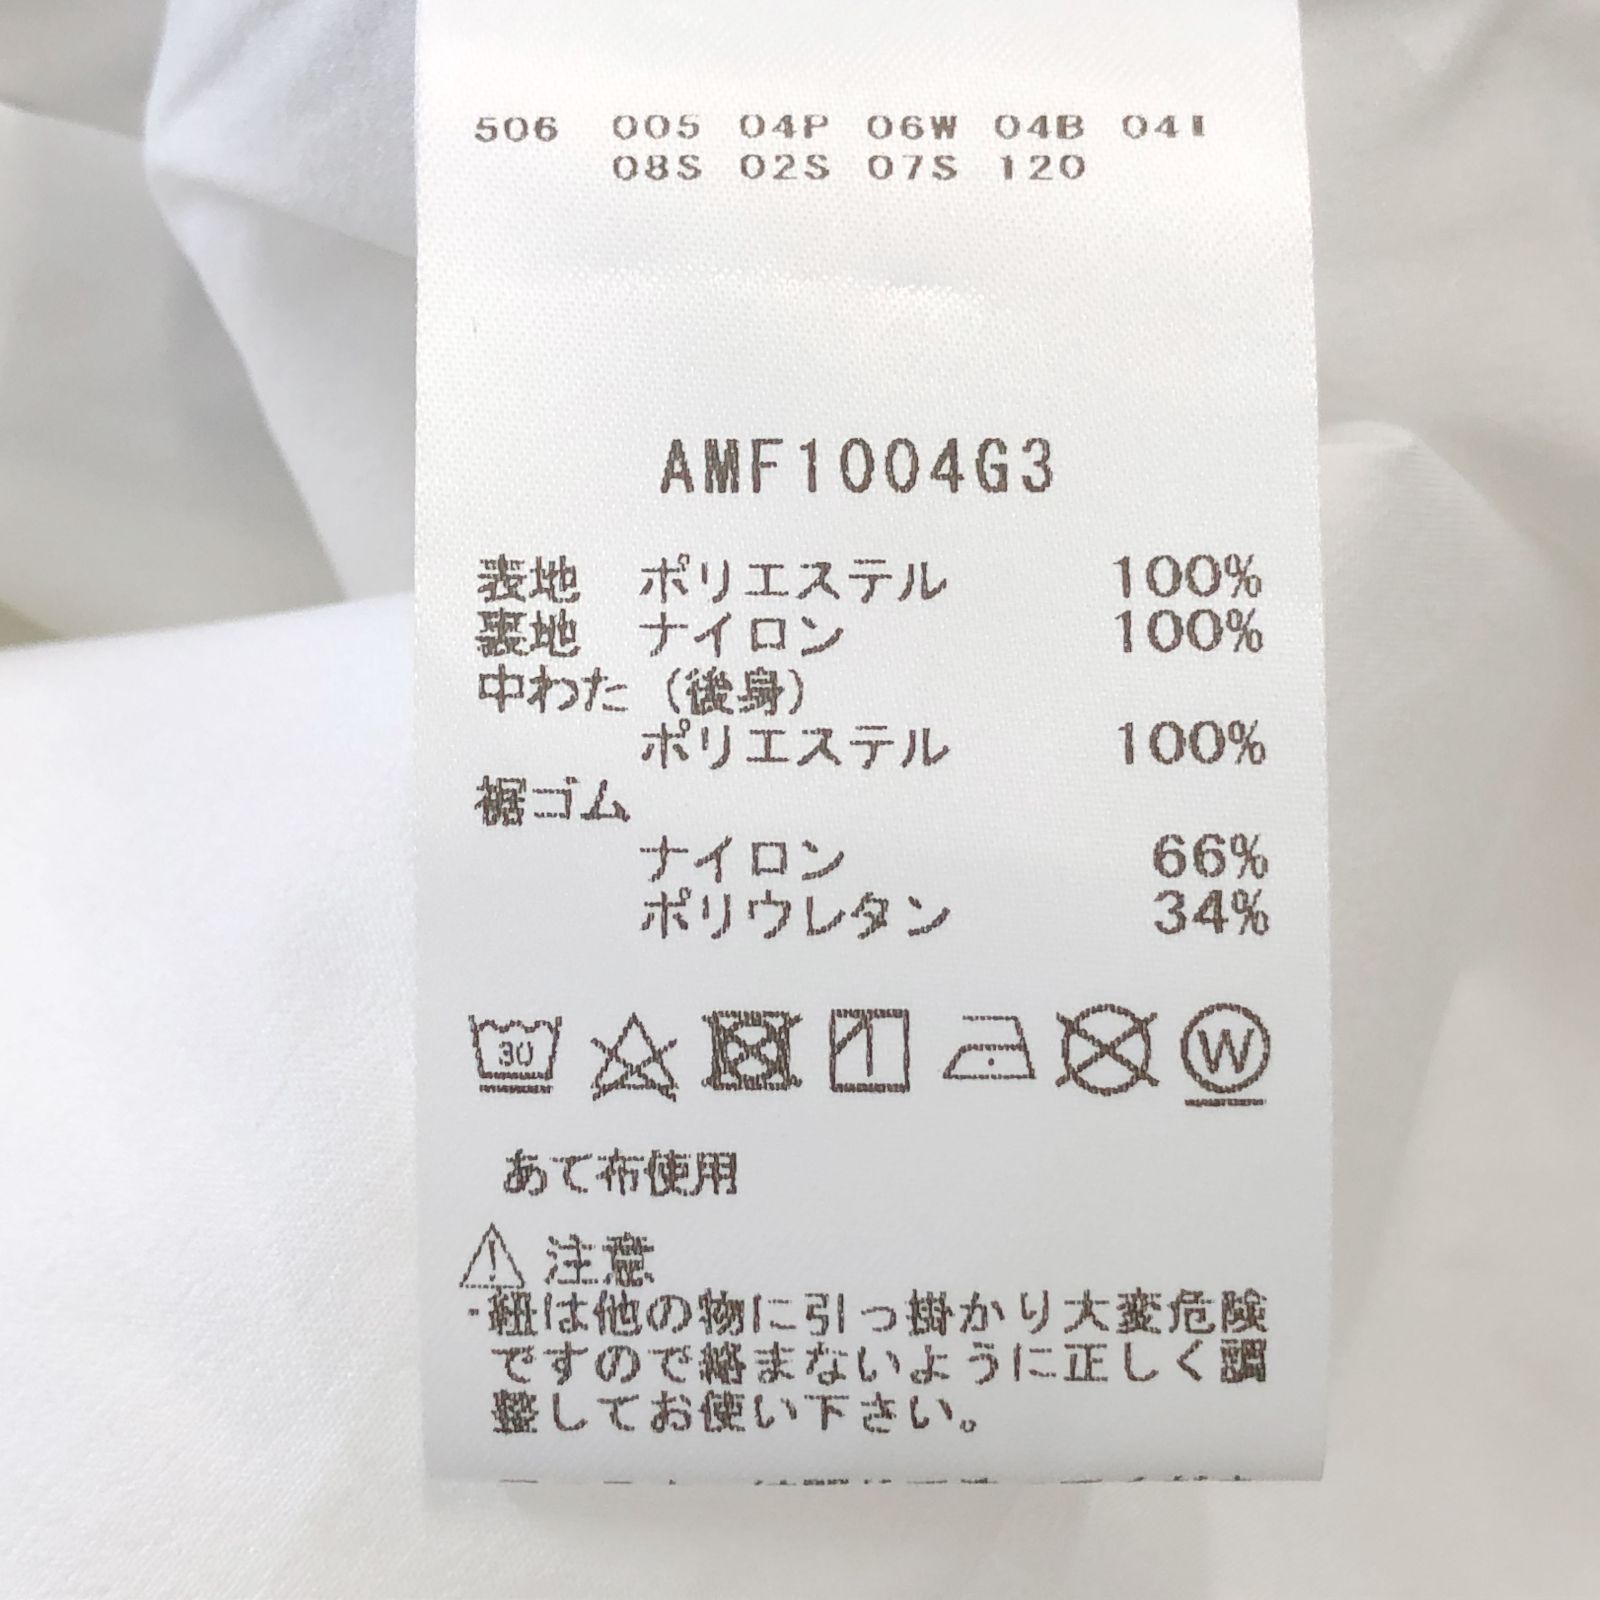 506 005 04P 06W 04B 04I
08S 02S 07S 120
AMF1004G3
表地 ポリエステル 100%
裏地 ナイロン 100%
中わた（後身）
ポリエステル 100%
裾ゴム
ナイロン 66%
ポリウレタン 34%
30 W
あて布使用
注意
・紐は他の物に引っ掛かり大変危険
ですので絡まないように正しく調
整してお使い下さい。